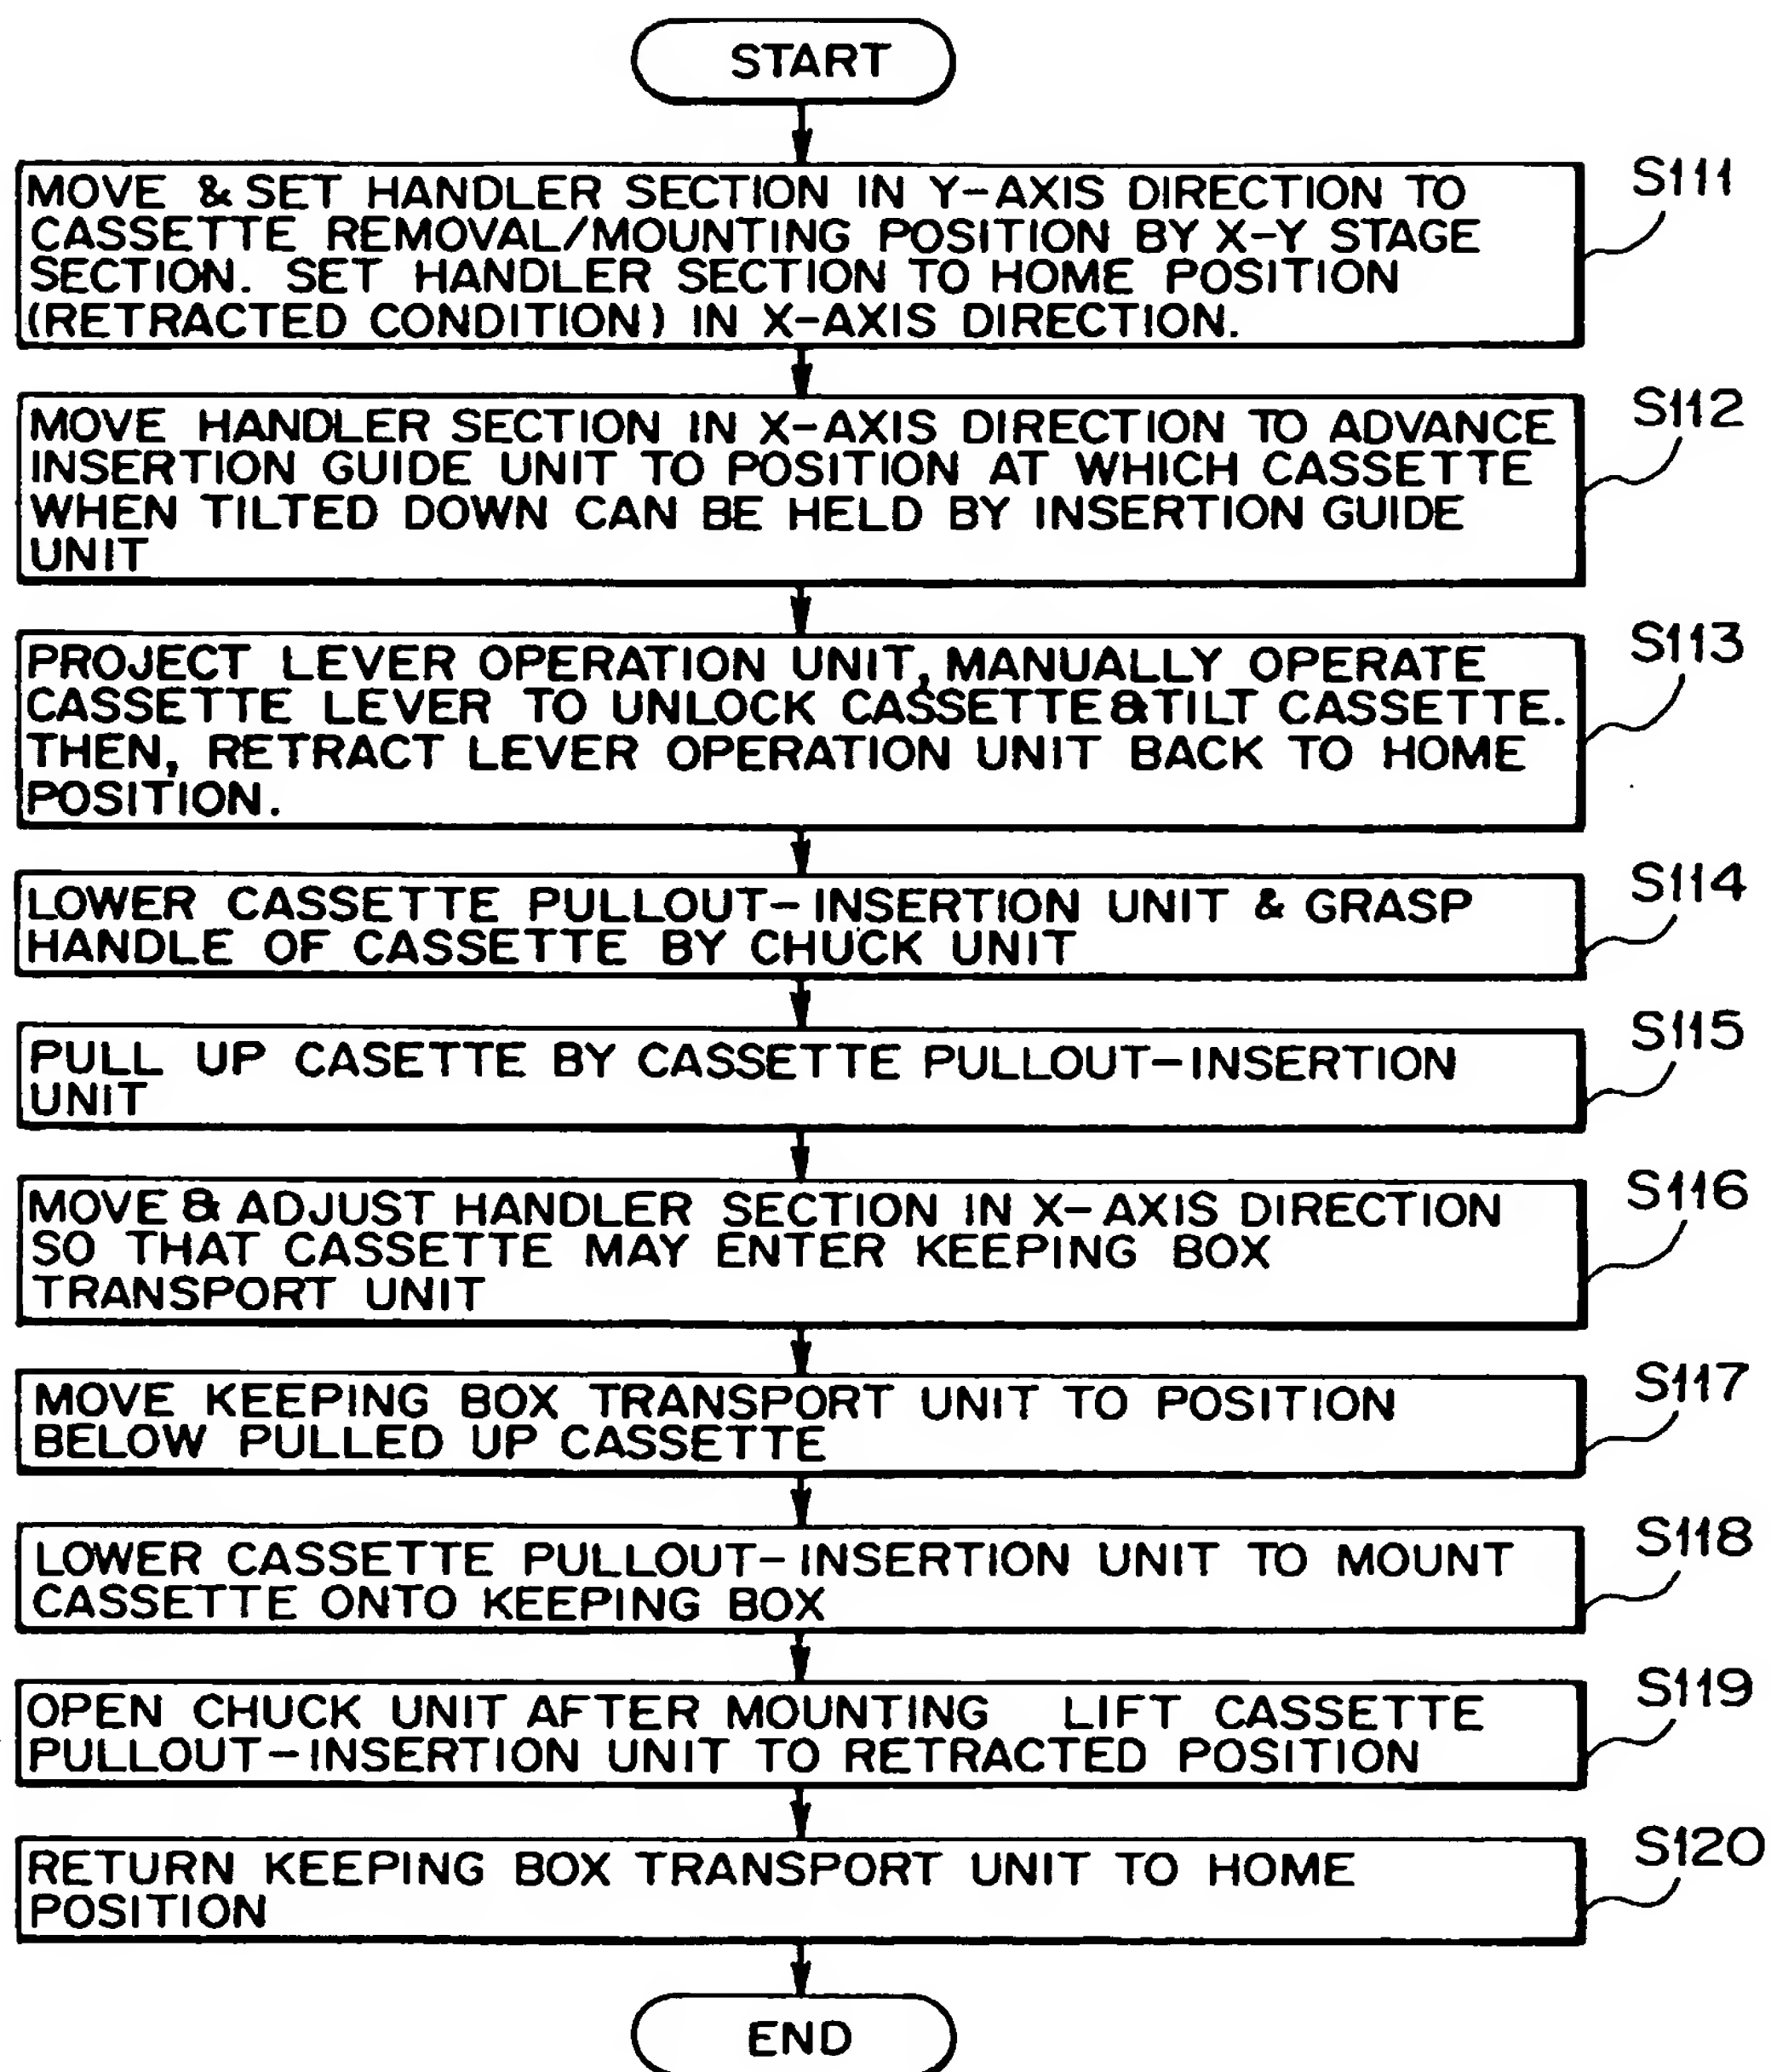 START
MOVE & SET HANDLER SECTION IN Y-AXIS DIRECTION TO
CASSETTE REMOVAL/MOUNTING POSITION BY X-Y STAGE
SECTION. SET HANDLER SECTION TO HOME POSITION
(RETRACTED CONDITION) IN X-AXIS DIRECTION.
S111
MOVE HANDLER SECTION IN X-AXIS DIRECTION TO ADVANCE
INSERTION GUIDE UNIT TO POSITION AT WHICH CASSETTE
WHEN TILTED DOWN CAN BE HELD BY INSERTION GUIDE
UNIT
S112
PROJECT LEVER OPERATION UNIT, MANUALLY OPERATE
CASSETTE LEVER TO UNLOCK CASSETTE & TILT CASSETTE.
THEN, RETRACT LEVER OPERATION UNIT BACK TO HOME
POSITION.
S113
LOWER CASSETTE PULLOUT-INSERTION UNIT & GRASP
HANDLE OF CASSETTE BY CHUCK UNIT
S114
PULL UP CASETTE BY CASSETTE PULLOUT-INSERTION
UNIT
S115
MOVE & ADJUST HANDLER SECTION IN X-AXIS DIRECTION
SO THAT CASSETTE MAY ENTER KEEPING BOX
TRANSPORT UNIT
S116
MOVE KEEPING BOX TRANSPORT UNIT TO POSITION
BELOW PULLED UP CASSETTE
S117
LOWER CASSETTE PULLOUT-INSERTION UNIT TO MOUNT
CASSETTE ONTO KEEPING BOX
S118
OPEN CHUCK UNIT AFTER MOUNTING LIFT CASSETTE
PULLOUT-INSERTION UNIT TO RETRACTED POSITION
S119
RETURN KEEPING BOX TRANSPORT UNIT TO HOME
POSITION
S120
END